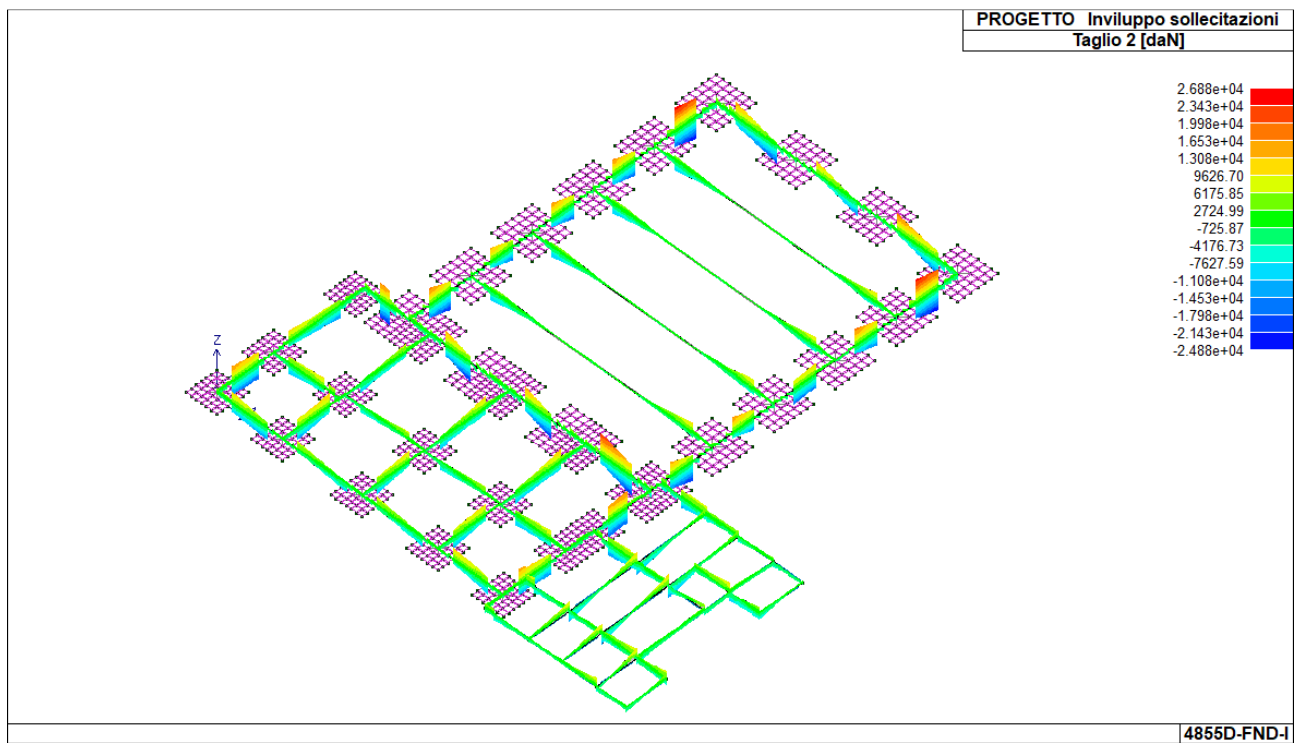 PROGETTO Inviluppo sollecitazioni
Taglio 2 [daN]
2.688e+04
2.343e+04
1.998e+04
1.653e+04
1.308e+04
9626.70
6175.85
2724.99
-725.87
-4176.73
-7627.59
-1.108e+04
-1.453e+04
-1.798e+04
-2.143e+04
-2.488e+04
Z
4855D-FND-I